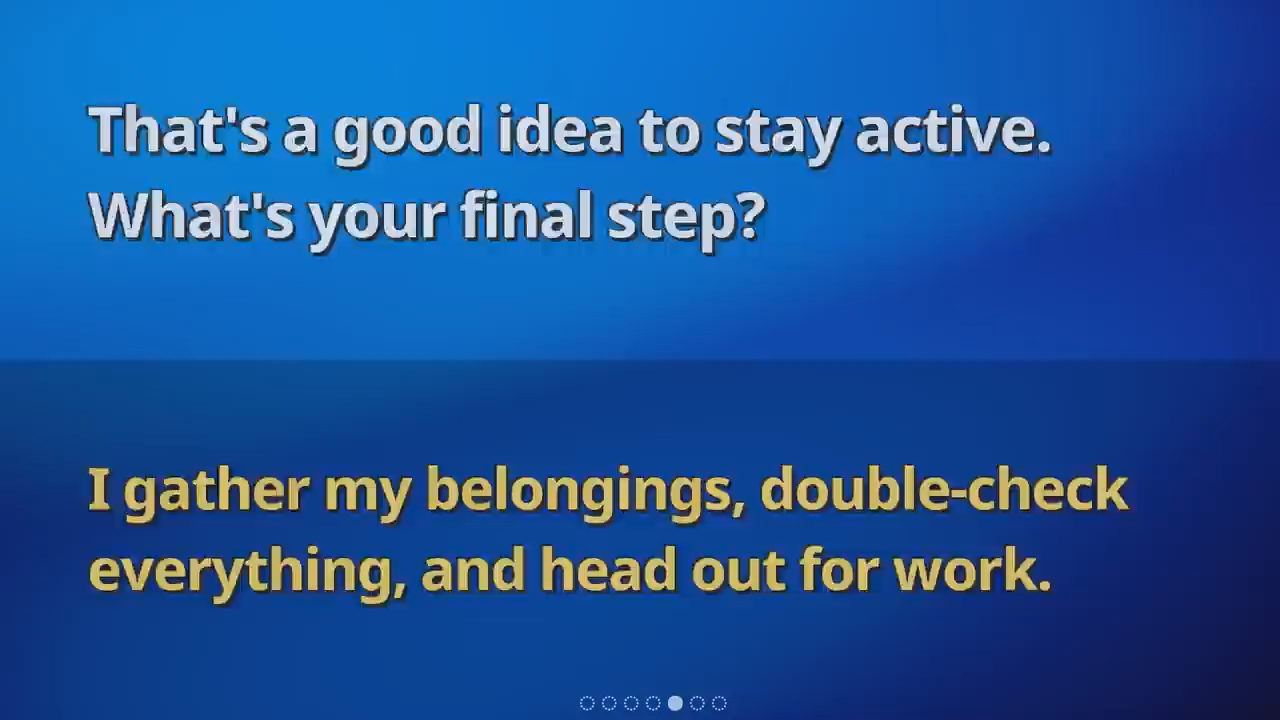 That's a good idea to stay active.
What's your final step?
I gather my belongings, double-check
everything, and head out for work.